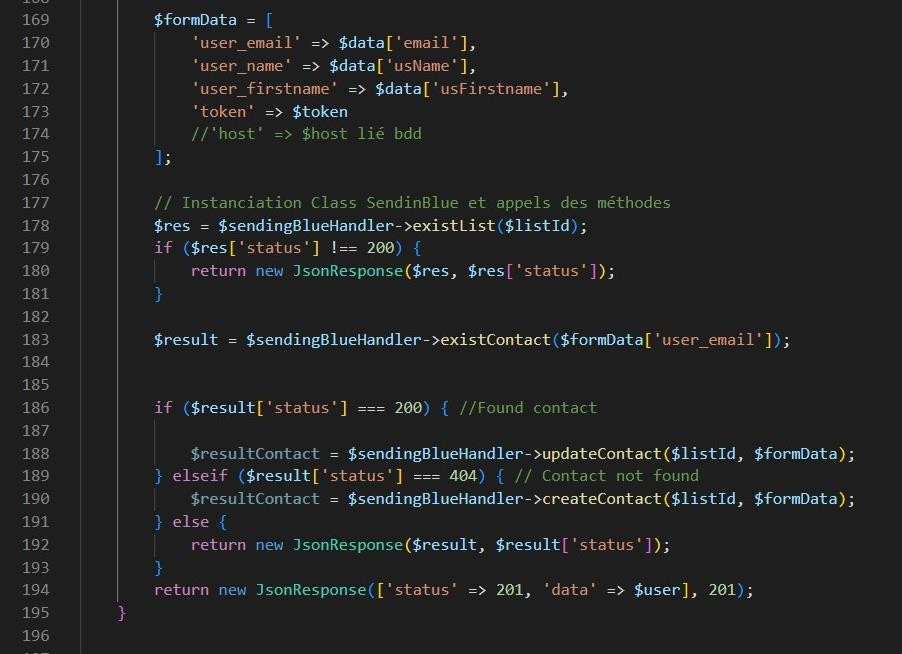 169 $formData = [
170 'user_email' => $data['email'],
171 'user_name' => $data['usName'],
172 'user_firstname' => $data['usFirstname'],
173 'token' => $token
174 //'host' => $host lié bdd
175 ];
176
177 // Instanciation Class SendinBlue et appels des méthodes
178 $res = $sendingBlueHandler->existList($listId);
179 if ($res['status'] !== 200) {
180 return new JsonResponse($res, $res['status']);
181 }
182
183 $result = $sendingBlueHandler->existContact($formData['user_email']);
184
185
186 if ($result['status'] === 200) { //Found contact
187
188 $resultContact = $sendingBlueHandler->updateContact($listId, $formData);
189 } elseif ($result['status'] === 404) { // Contact not found
190 $resultContact = $sendingBlueHandler->createContact($listId, $formData);
191 } else {
192 return new JsonResponse($result, $result['status']);
193 }
194 return new JsonResponse(['status' => 201, 'data' => $user], 201);
195 }
196